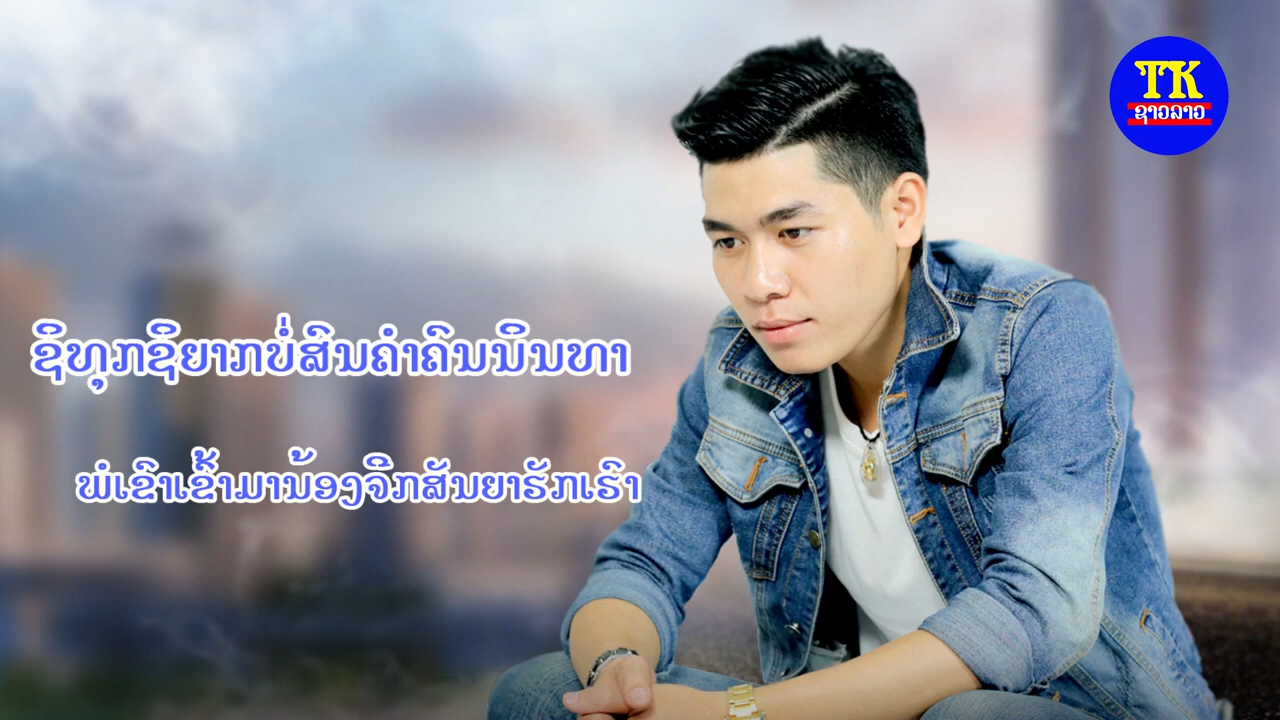 TK
ຊາວລາວ
ຊິທຸກຊິຍາກບໍ່ສົນຄຳຄົນນິນທາ
ພໍເຂົາເຂົ້າມານ້ອງຈີກສັນຍາຮັກເຮົາ